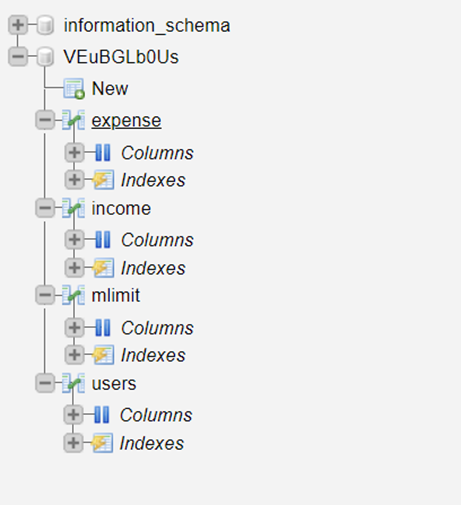 information_schema
VEuBGLb0Us
New
expense
Columns
Indexes
income
Columns
Indexes
mlimit
Columns
Indexes
users
Columns
Indexes